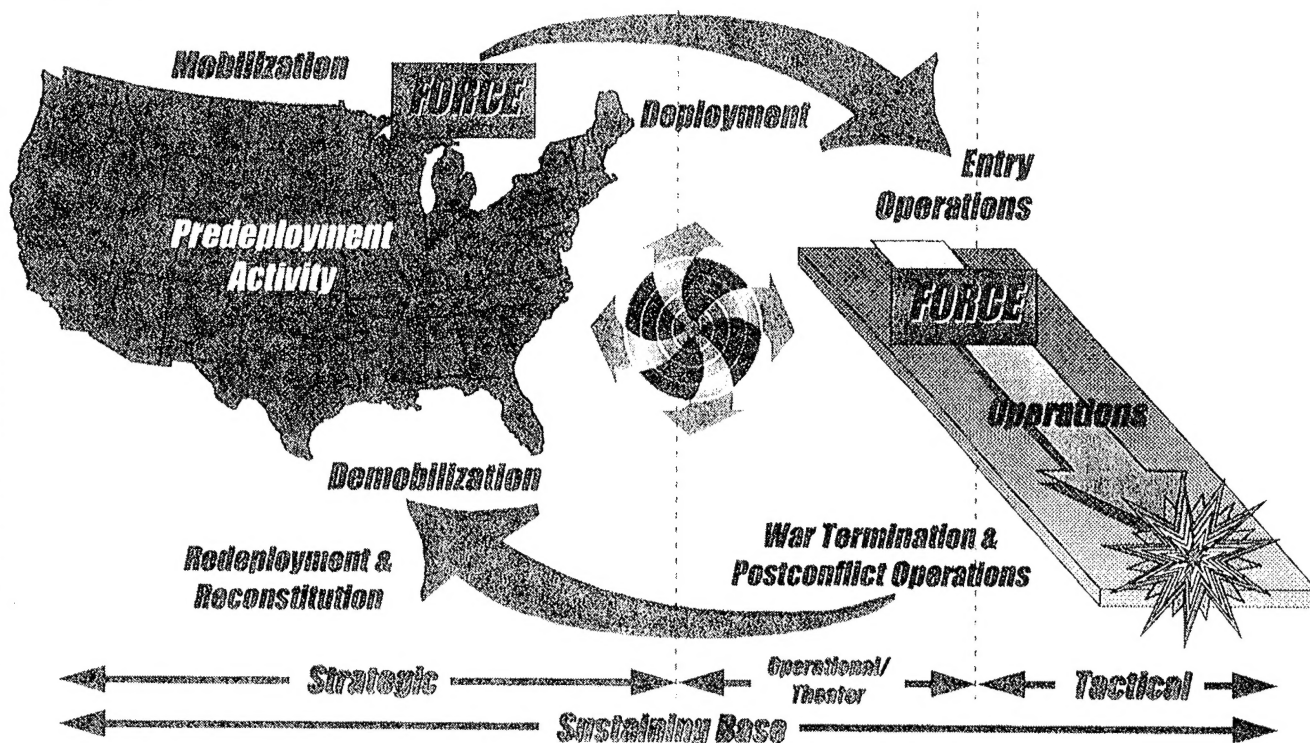 Mobilization
FORCE
Deployment
Entry
Operations
Predeployment
Activity
FORCE
Operations
Demobilization
Redeployment &
Reconstitution
War Termination &
Postconflict Operations
Strategic
Operational/
Theater
Tactical
Sustaining Base